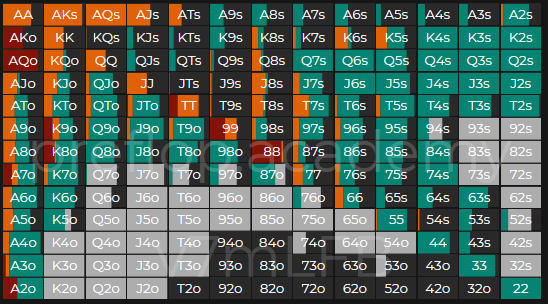 AA AKs AQs AJs ATs A9s A8s A7s A6s A5s A4s A3s A2s
AKo KK KQs KJs KTs K9s K8s K7s K6s K5s K4s K3s K2s
AQo KQo QQ QJs QTs Q9s Q8s Q7s Q6s Q5s Q4s Q3s Q2s
AJo KJo QJo JJ JTs J9s J8s J7s J6s J5s J4s J3s J2s
ATo KTo QTo JTo TT T9s T8s T7s T6s T5s T4s T3s T2s
A9o K9o Q9o J9o T9o 99 98s 97s 96s 95s 94s 93s 92s
A8o K8o Q8o J8o T8o 98o 88 87s 86s 85s 84s 83s 82s
A7o K7o Q7o J7o T7o 97o 87o 77 76s 75s 74s 73s 72s
A6o K6o Q6o J6o T6o 96o 86o 76o 66 65s 64s 63s 62s
A5o K5o Q5o J5o T5o 95o 85o 75o 65o 55 54s 53s 52s
A4o K4o Q4o J4o T4o 94o 84o 74o 64o 54o 44 43s 42s
A3o K3o Q3o J3o T3o 93o 83o 73o 63o 53o 43o 33 32s
A2o K2o Q2o J2o T2o 92o 82o 72o 62o 52o 42o 32o 22
preflop academy